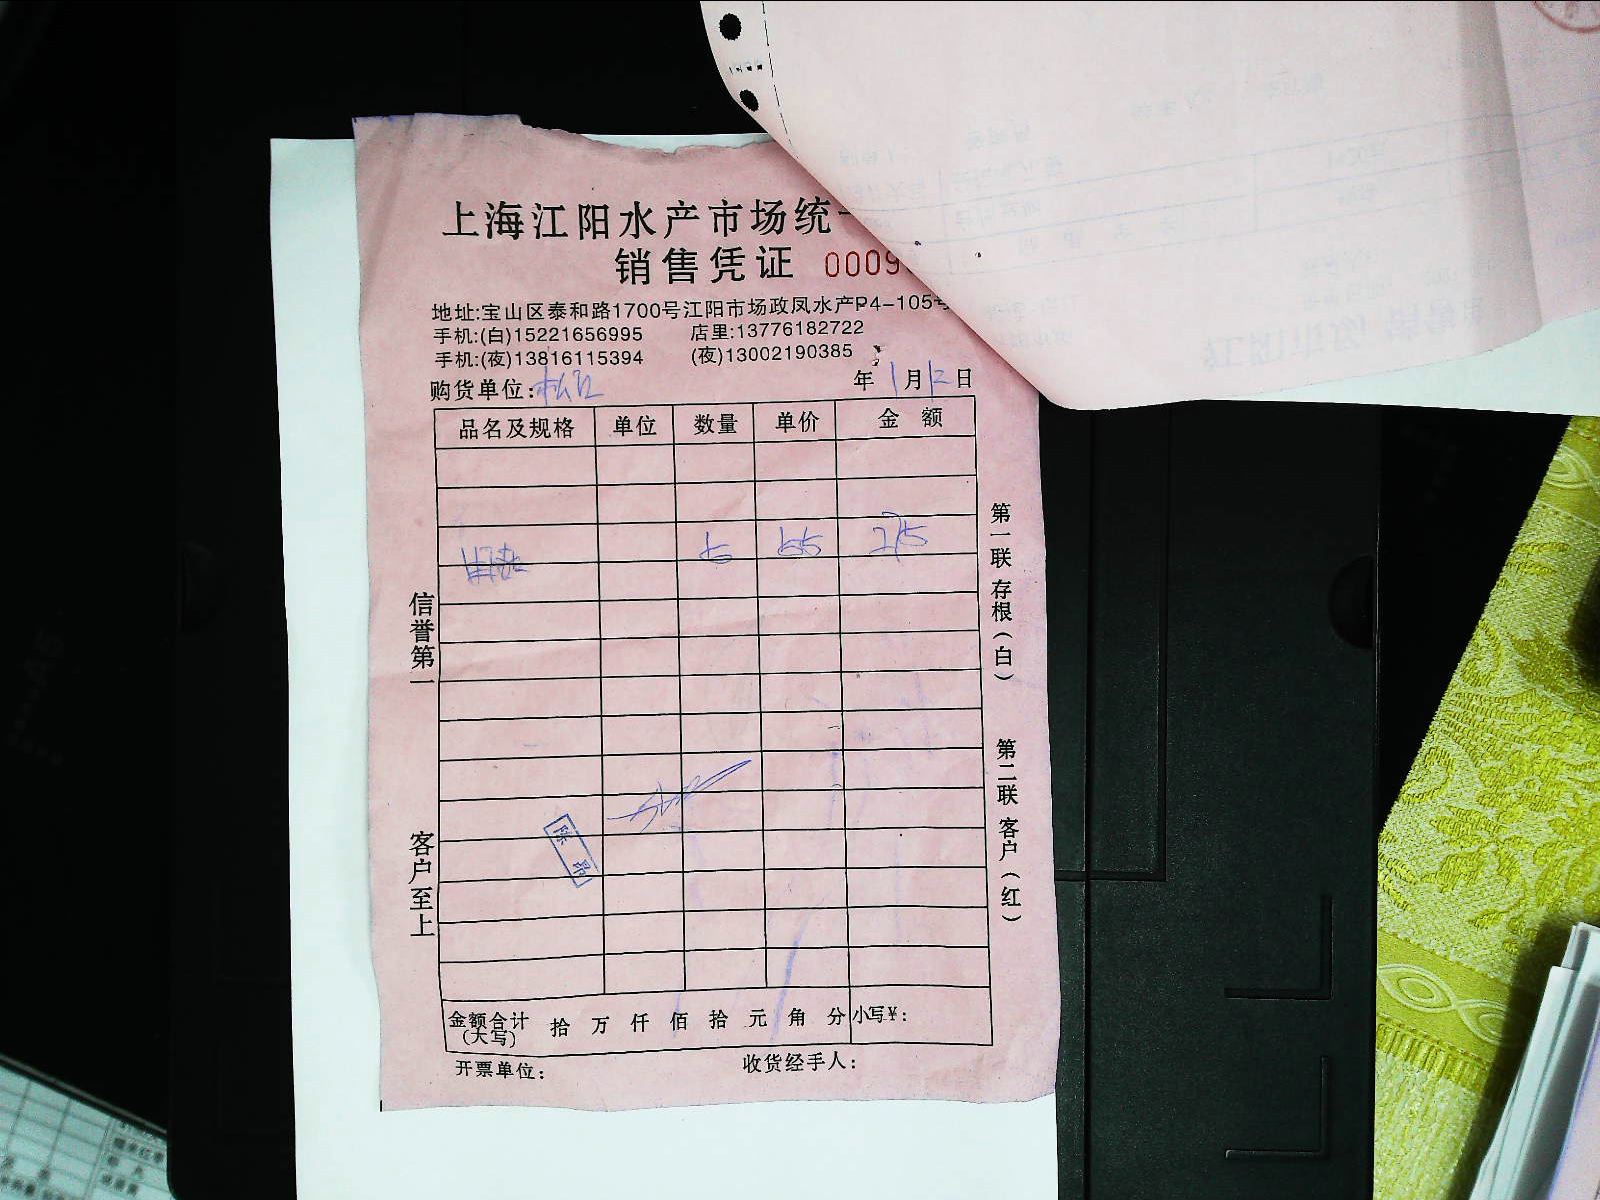 上海江阳水产市场统一
销售凭证 0009
地址:宝山区泰和路1700号江阳市场政凤水产P4-105号
手机:(白)15221656995 店里:13776182722
手机:(夜)13816115394 (夜)13002190385
购货单位:松江 年 1月12日
品名及规格 单位 数量 单价 金 额
5 55 275
信誉第一
客户至上
第一联 存根(白)
第二联 客户(红)
陈昴
金额合计(大写) 拾 万 仟 佰 拾 元 角 分 小写¥:
开票单位: 收货经手人: